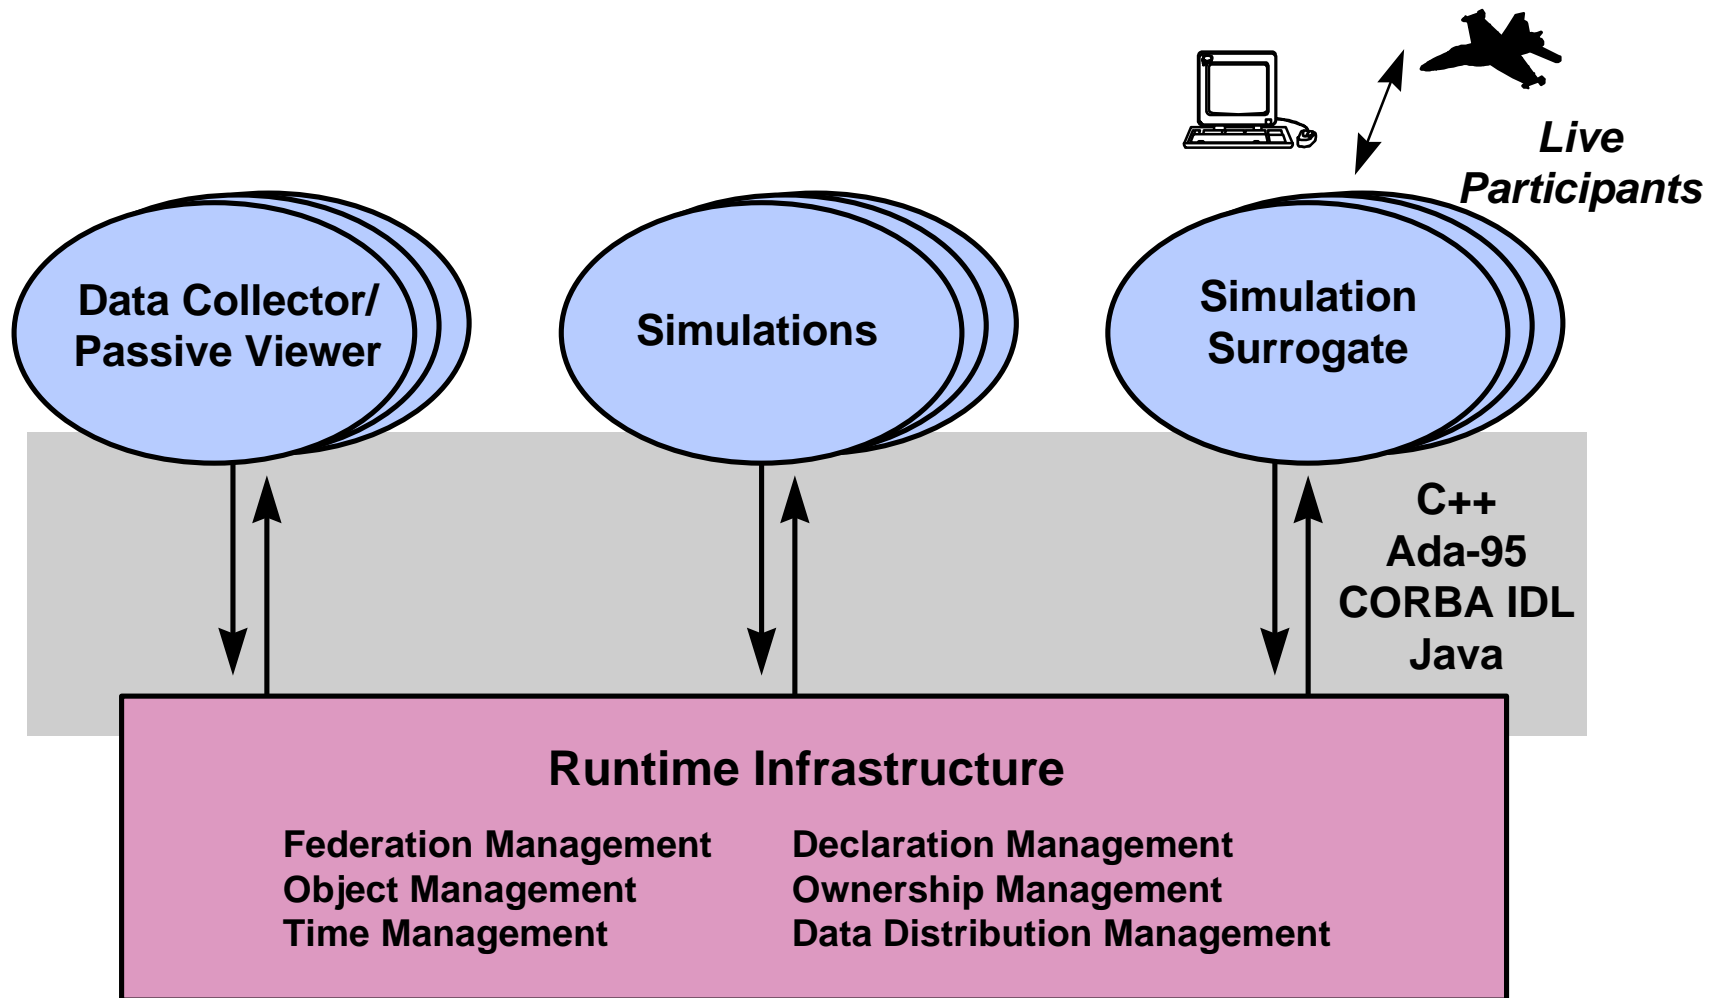 Live
Participants
Data Collector/
Passive Viewer
Simulations
Simulation
Surrogate
C++
Ada-95
CORBA IDL
Java
Runtime Infrastructure
Federation Management
Object Management
Time Management
Declaration Management
Ownership Management
Data Distribution Management